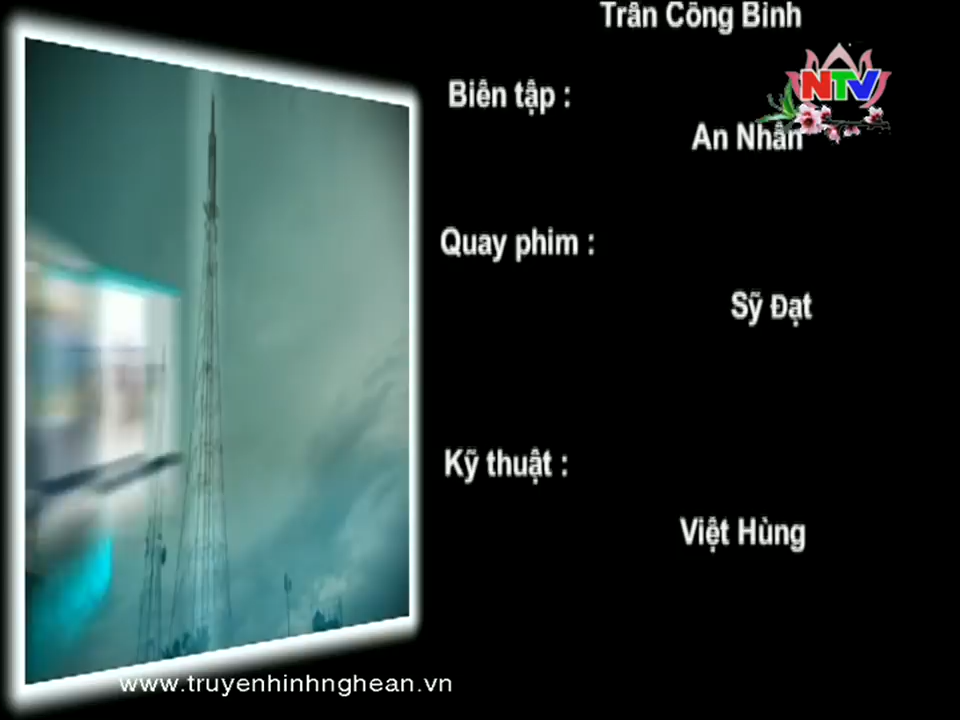 Trần Công Bình
NTV
Biên tập :
An Nhân
Quay phim :
Sỹ Đạt
Kỹ thuật :
Việt Hùng
www.truyenhinhnghean.vn